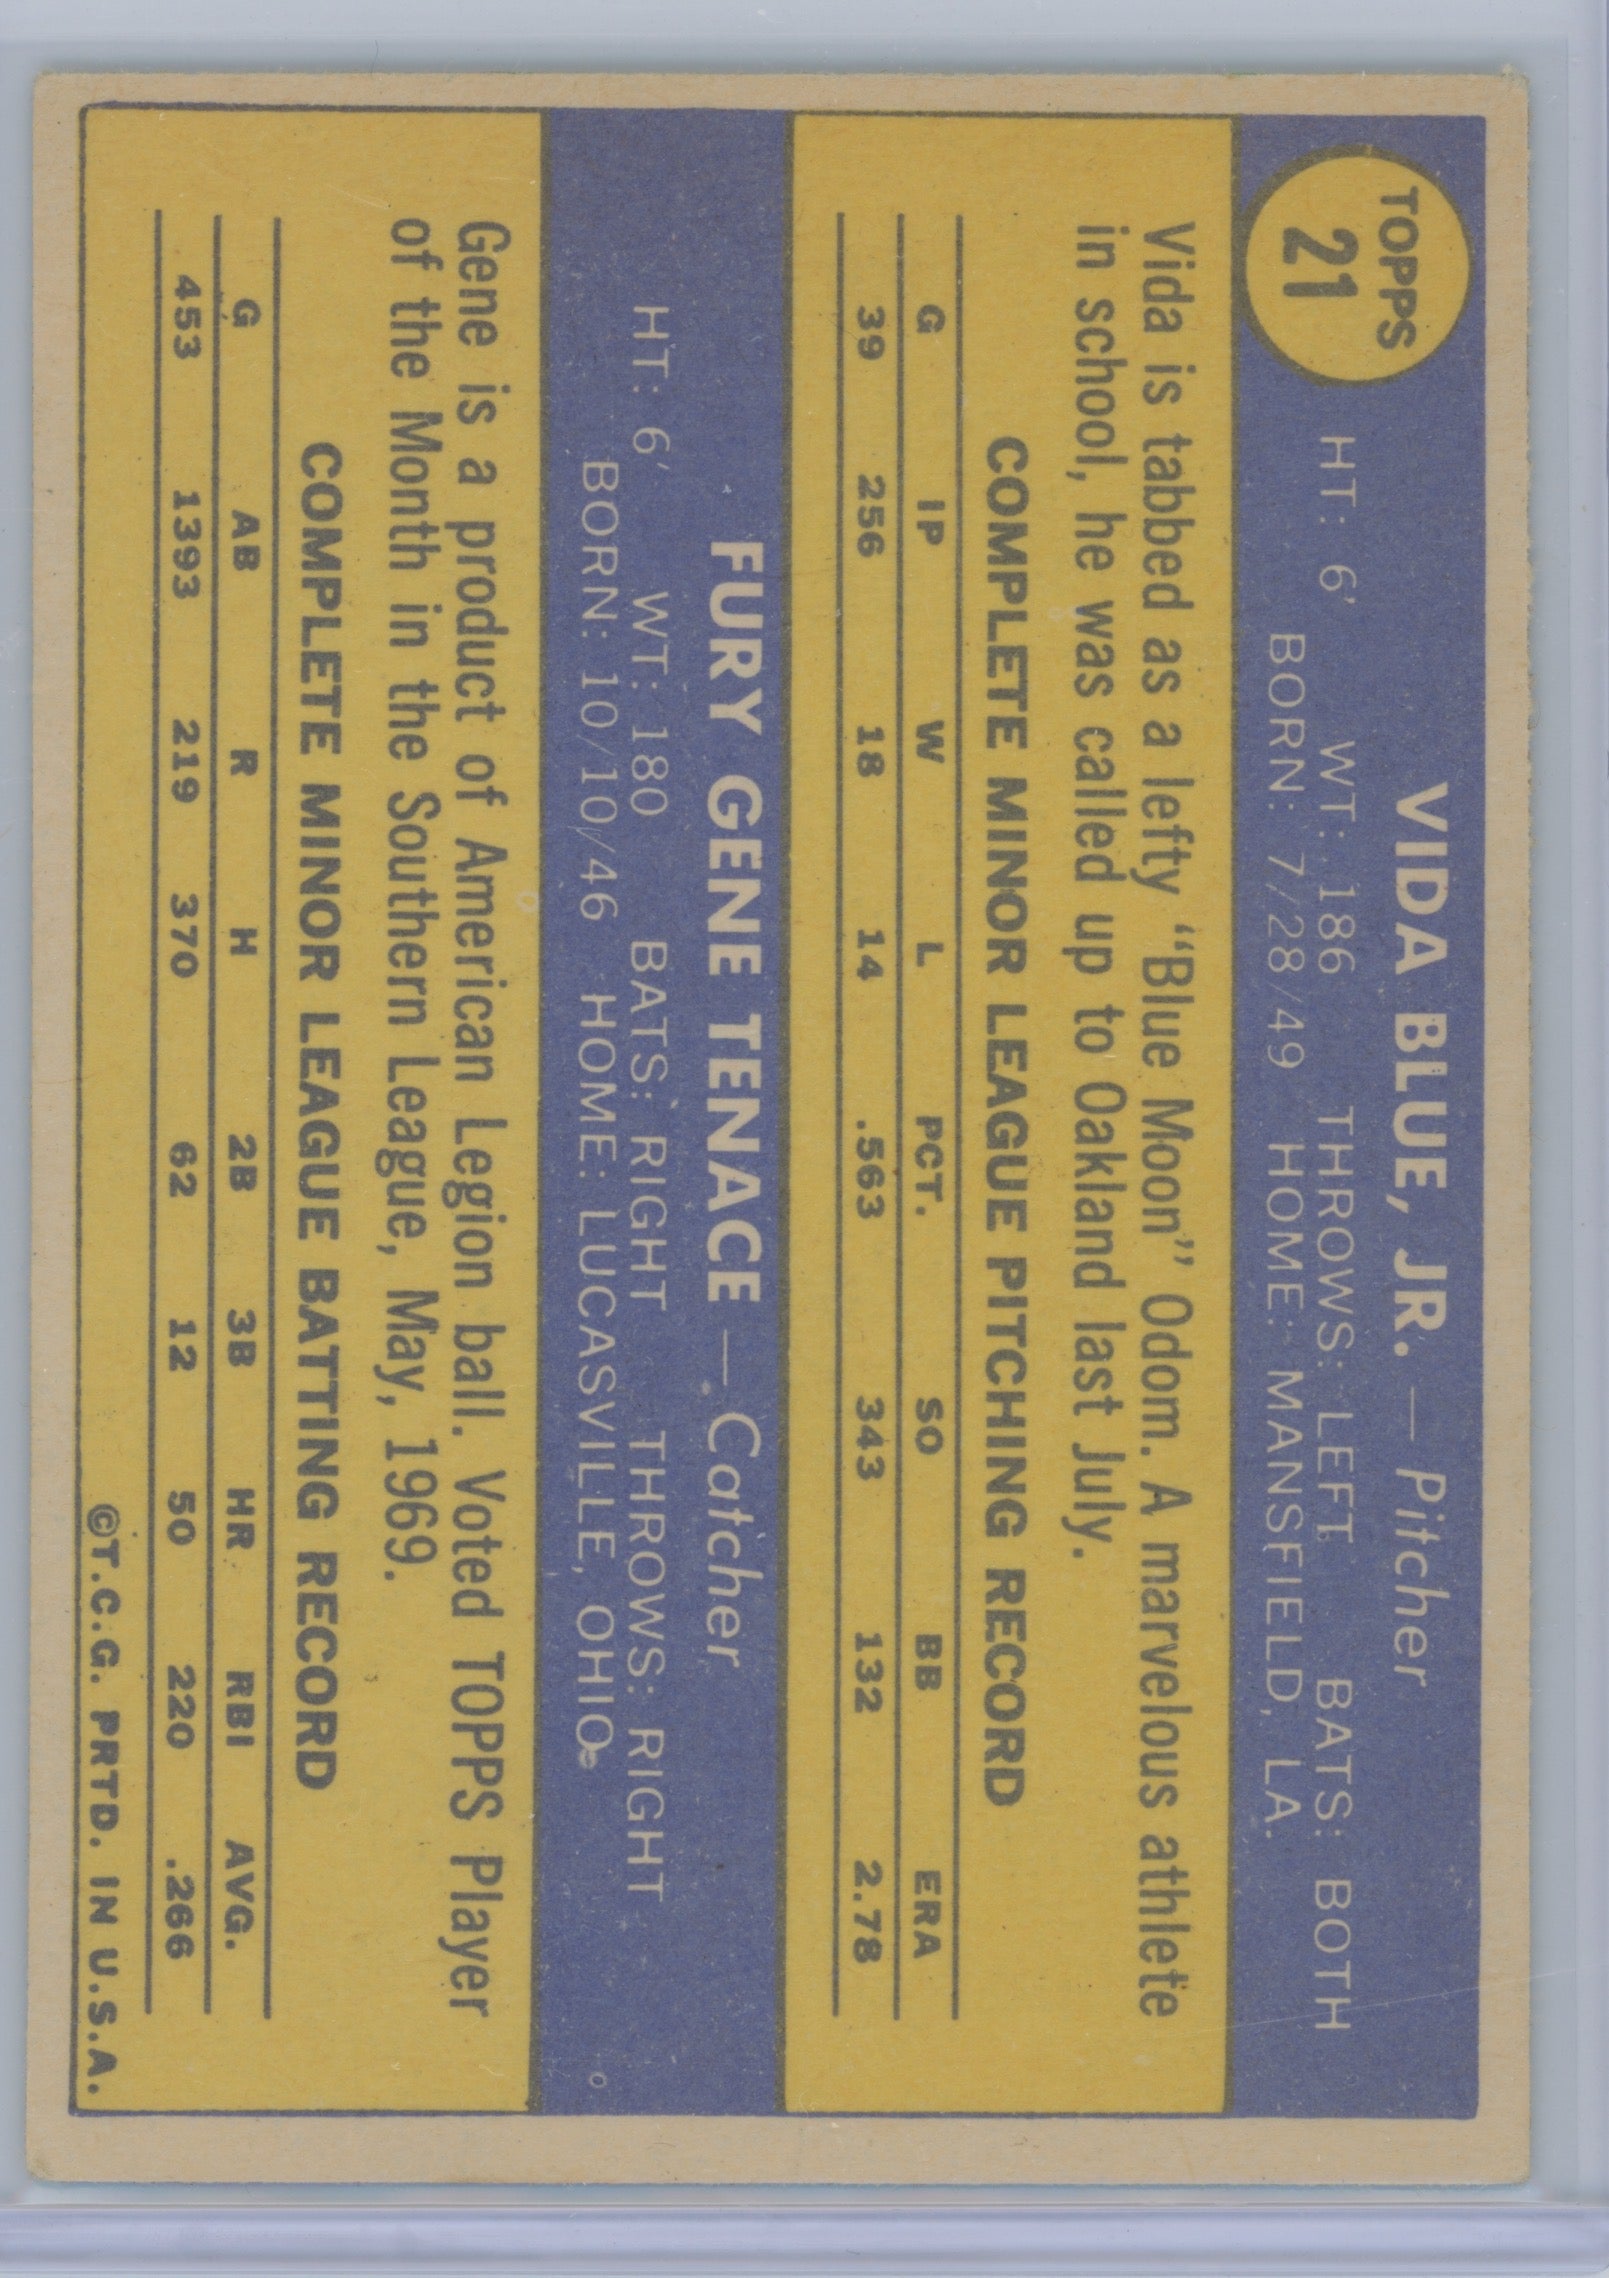 TOPPS
21
VIDA BLUE, JR. — Pitcher
HT: 6' WT: 186 THROWS: LEFT BATS: BOTH
BORN: 7/28/49 HOME: MANSFIELD, LA.
Vida is tabbed as a lefty “Blue Moon” Odom. A marvelous athlete
in school, he was called up to Oakland last July.
COMPLETE MINOR LEAGUE PITCHING RECORD
G IP W L PCT. SO BB ERA
39 256 18 14 .563 343 132 2.78
FURY GENE TENACE — Catcher
HT: 6' WT: 180 BATS: RIGHT THROWS: RIGHT
BORN: 10/10/46 HOME: LUCASVILLE, OHIO
Gene is a product of American Legion ball. Voted TOPPS Player
of the Month in the Southern League, May, 1969.
COMPLETE MINOR LEAGUE BATTING RECORD
G AB R H 2B 3B HR RBI AVG.
453 1393 219 370 62 12 50 220 .266
©T.C.G. PRTD. IN U.S.A.